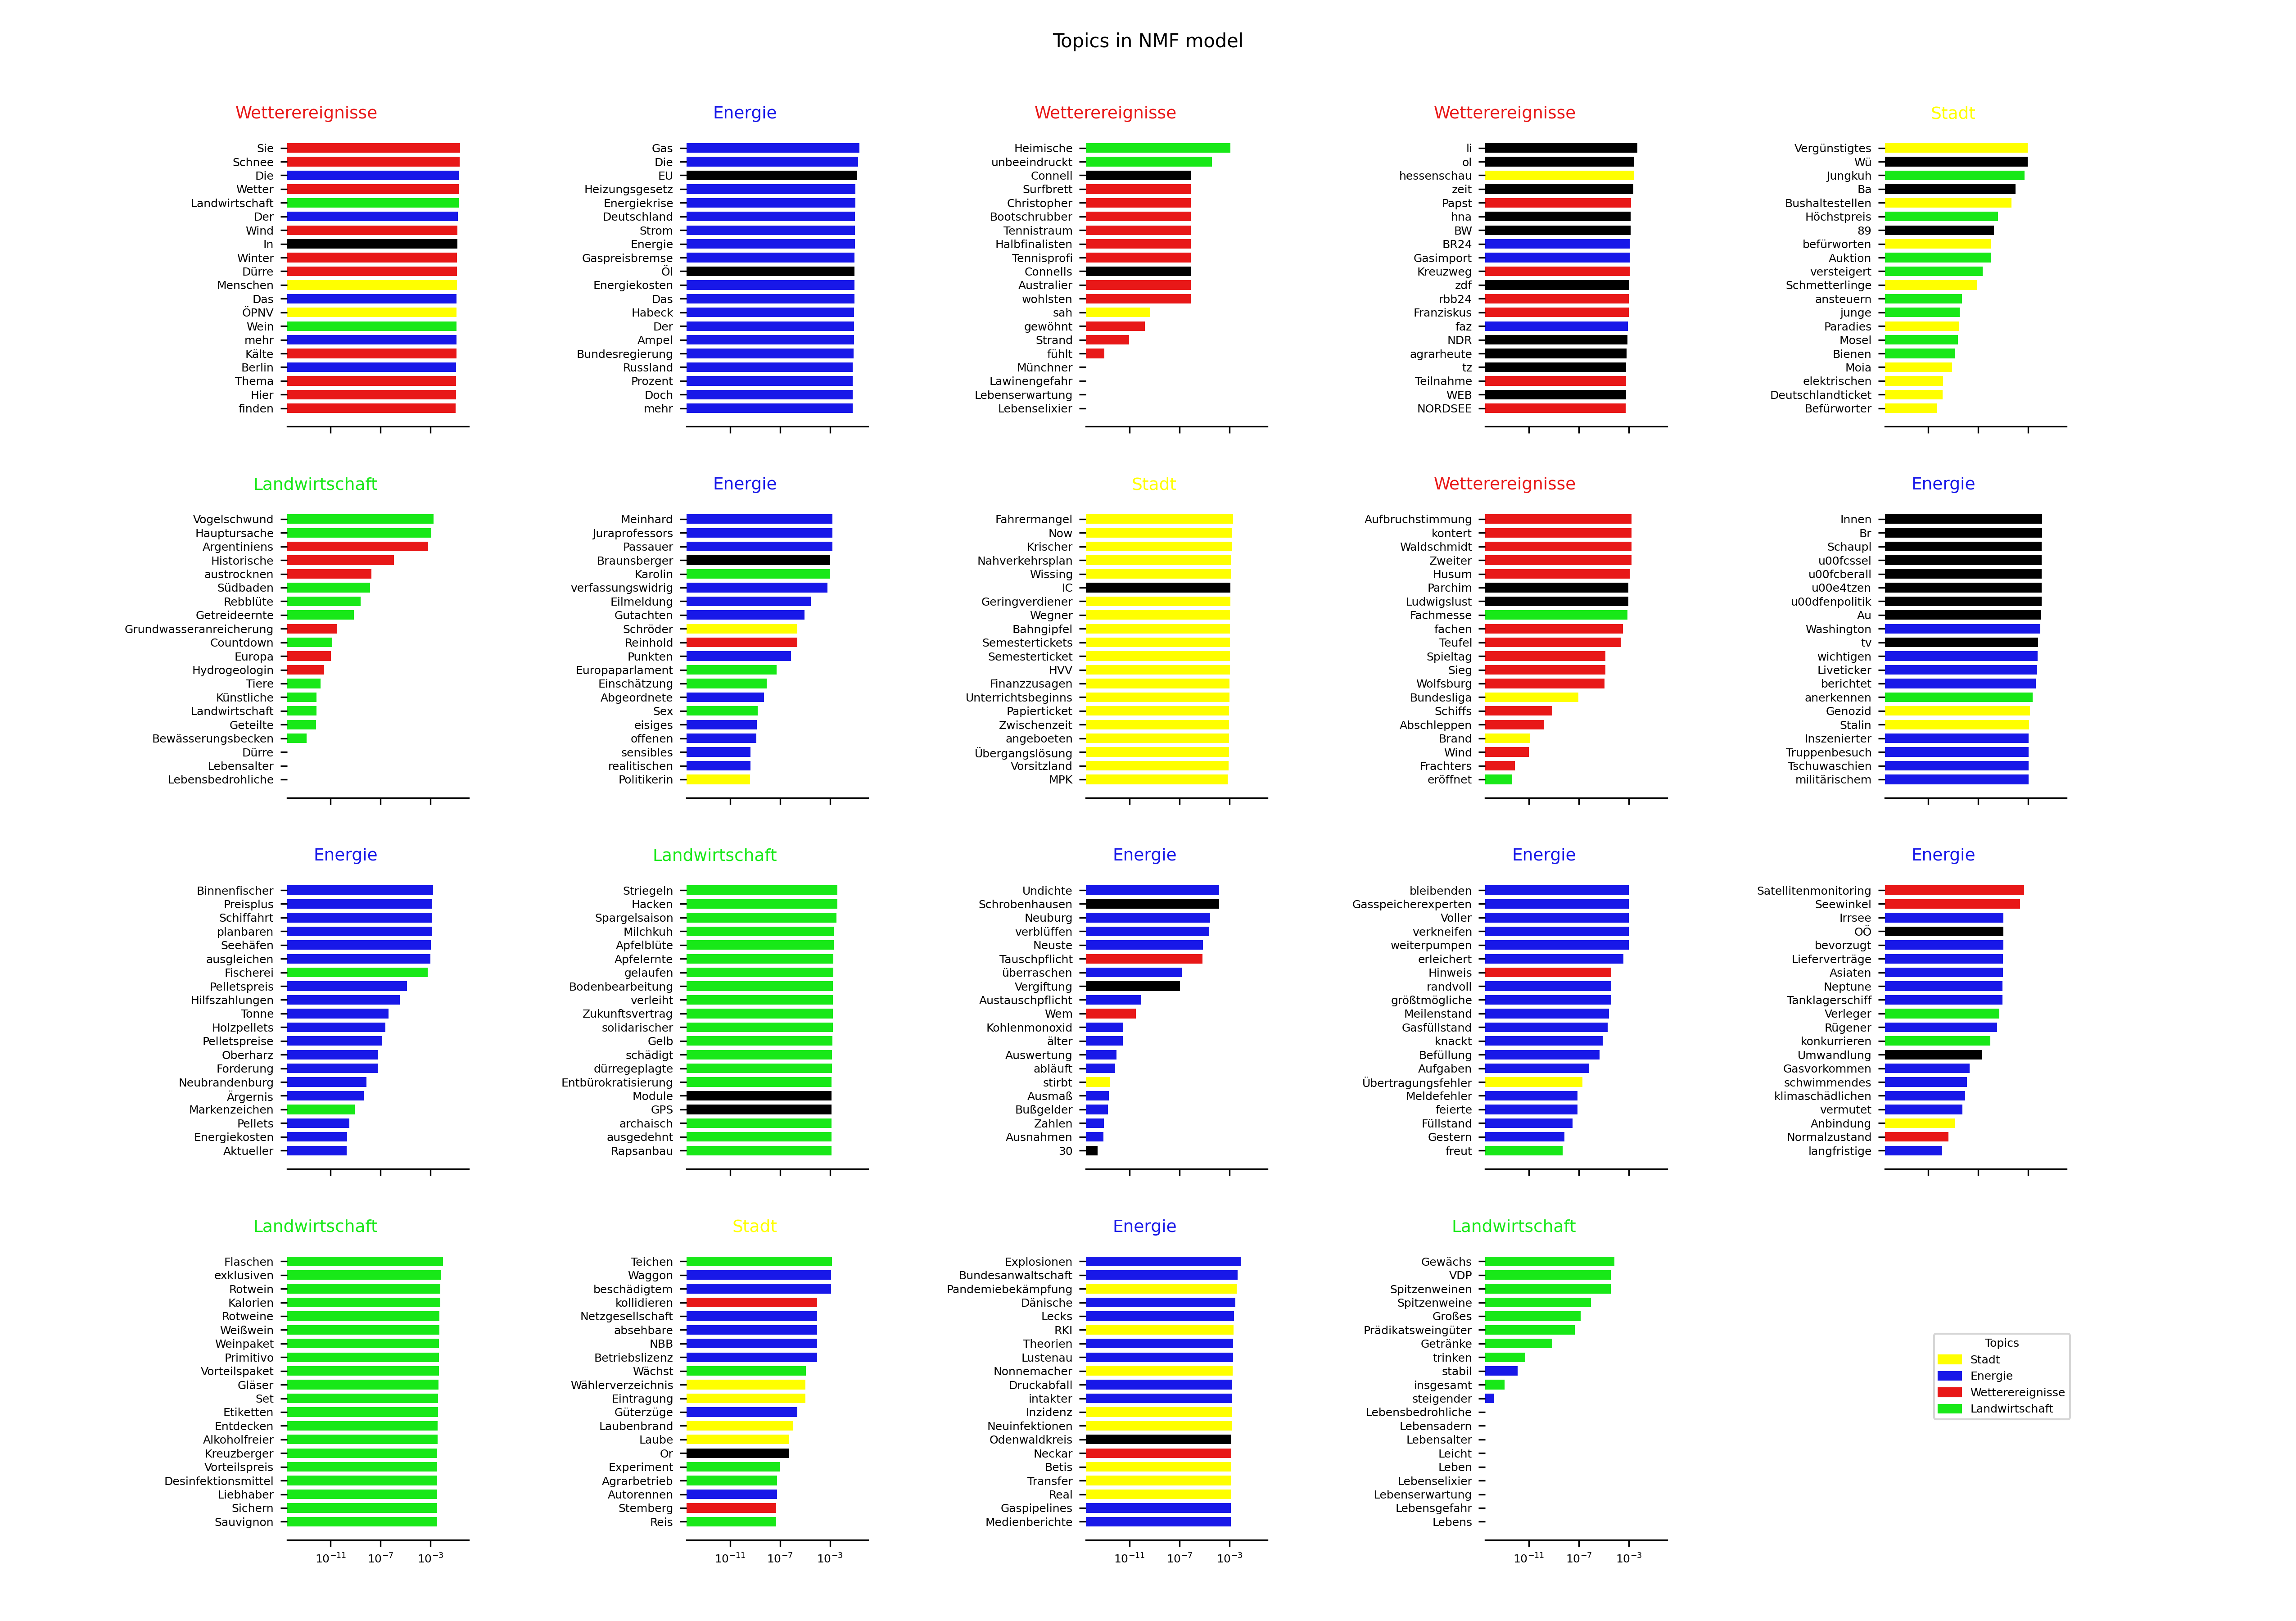 Topics in NMF model
Wetterereignisse
Sie
Schnee
Die
Wetter
Landwirtschaft
Der
Wind
In
Winter
Dürre
Menschen
Das
ÖPNV
Wein
mehr
Kälte
Berlin
Thema
Hier
finden
Energie
Gas
Die
EU
Heizungsgesetz
Energiekrise
Deutschland
Strom
Energie
Gaspreisbremse
Öl
Energiekosten
Das
Habeck
Der
Ampel
Bundesregierung
Russland
Prozent
Doch
mehr
Wetterereignisse
Heimische
unbeeindruckt
Connell
Surfbrett
Christopher
Bootschrubber
Tennistraum
Halbfinalisten
Tennisprofi
Connells
Australier
wohlsten
sah
gewöhnt
Strand
fühlt
Münchner
Lawinengefahr
Lebenserwartung
Lebenselixier
Wetterereignisse
li
ol
hessenschau
zeit
Papst
hna
BW
BR24
Gasimport
Kreuzweg
zdf
rbb24
Franziskus
faz
NDR
agrarheute
tz
Teilnahme
WEB
NORDSEE
Stadt
Vergünstigtes
Wü
Jungkuh
Ba
Bushaltestellen
Höchstpreis
89
befürworten
Auktion
versteigert
Schmetterlinge
ansteuern
junge
Paradies
Mosel
Bienen
Moia
elektrischen
Deutschlandticket
Befürworter
Landwirtschaft
Vogelschwund
Hauptursache
Argentiniens
Historische
austrocknen
Südbaden
Rebblüte
Getreideernte
Grundwasseranreicherung
Countdown
Europa
Hydrogeologin
Tiere
Künstliche
Landwirtschaft
Geteilte
Bewässerungsbecken
Dürre
Lebensalter
Lebensbedrohliche
Energie
Meinhard
Juraprofessors
Passauer
Braunsberger
Karolin
verfassungswidrig
Eilmeldung
Gutachten
Schröder
Reinhold
Punkten
Europaparlament
Einschätzung
Abgeordnete
Sex
eisiges
offenen
sensibles
realitischen
Politikerin
Stadt
Fahrermangel
Now
Krischer
Nahverkehrsplan
Wissing
IC
Geringverdiener
Wegner
Bahngipfel
Semestertickets
Semesterticket
HVV
Finanzzusagen
Unterrichtsbeginns
Papierticket
Zwischenzeit
angeboten
Übergangslösung
Vorsitzland
MPK
Wetterereignisse
Aufbruchstimmung
kontert
Waldschmidt
Zweiter
Husum
Parchim
Ludwigslust
Fachmesse
fachen
Teufel
Spieltag
Sieg
Wolfsburg
Bundesliga
Schiffs
Abschleppen
Brand
Wind
Frachters
eröffnet
Energie
Innen
Br
Schaupl
u00fcssel
u00fcberall
u00e4tzen
u00dfenpolitik
Au
Washington
tv
wichtigen
Liveticker
berichtet
anerkennen
Genozid
Stalin
Inszenierter
Truppenbesuch
Tschuwaschien
militärischem
Energie
Binnenfischer
Preisplus
Schiffahrt
planbaren
Seehäfen
ausgleichen
Fischerei
Pelletspreis
Hilfszahlungen
Tonne
Holzpellets
Pelletspreise
Oberharz
Forderung
Neubrandenburg
Ärgernis
Markenzeichen
Pellets
Energiekosten
Aktueller
Landwirtschaft
Striegeln
Hacken
Spargelsaison
Milchkuh
Apfelblüte
Apfelernte
gelaufen
Bodenbearbeitung
verleiht
Zukunftsvertrag
solidarischer
Gelb
schädigt
dürregeplagte
Entbürokratisierung
Module
GPS
archaisch
ausgedehnt
Rapsanbau
Energie
Undichte
Schrobenhausen
Neuburg
verblüffen
Neuste
Tauschpflicht
überraschen
Vergiftung
Austauschpflicht
Wem
Kohlenmonoxid
älter
Auswertung
abläuft
stirbt
Ausmaß
Bußgelder
Zahlen
Ausnahmen
30
Energie
bleibenden
Gasspeicherexperten
Voller
verkneifen
weiterpumpen
erleichert
Hinweis
randvoll
größtmögliche
Meilenstand
Gasfüllstand
knackt
Befüllung
Aufgaben
Übertragungsfehler
Meldefehler
feierte
Füllstand
Gestern
freut
Energie
Satellitenmonitoring
Seewinkel
Irrsee
OÖ
bevorzugt
Lieferverträge
Asiaten
Neptune
Tanklagerschiff
Verleger
Rügener
konkurrieren
Umwandlung
Gasvorkommen
schwimmendes
klimaschädlichen
vermutet
Anbindung
Normalzustand
langfristige
Landwirtschaft
Flaschen
exklusiven
Rotwein
Kalorien
Rotweine
Weißwein
Weinpaket
Primitivo
Vorteilspaket
Gläser
Set
Etiketten
Entdecken
Alkoholfreier
Kreuzberger
Vorteilspreis
Desinfektionsmittel
Liebhaber
Sichern
Sauvignon
10⁻¹¹ 10⁻⁷ 10⁻³
Stadt
Teichen
Waggon
beschädigtem
kollidieren
Netzgesellschaft
absehbare
NBB
Betriebslizenz
Wächst
Wählerverzeichnis
Eintragung
Güterzüge
Laubenbrand
Laube
Or
Experiment
Agrarbetrieb
Autorennen
Stemberg
Reis
10⁻¹¹ 10⁻⁷ 10⁻³
Energie
Explosionen
Bundesanwaltschaft
Pandemiebekämpfung
Dänische
Lecks
RKI
Theorien
Lustenau
Nonnemacher
Druckabfall
intakter
Inzidenz
Neuinfektionen
Odenwaldkreis
Neckar
Betis
Transfer
Real
Gaspipelines
Medienberichte
10⁻¹¹ 10⁻⁷ 10⁻³
Landwirtschaft
Gewächs
VDP
Spitzenweinen
Spitzenweine
Großes
Prädikatsweingüter
Getränke
trinken
stabil
insgesamt
steigender
Lebensbedrohliche
Lebensadern
Lebensalter
Leicht
Leben
Lebenselixier
Lebenserwartung
Lebensgefahr
Lebens
10⁻¹¹ 10⁻⁷ 10⁻³
Topics
Stadt
Energie
Wetterereignisse
Landwirtschaft